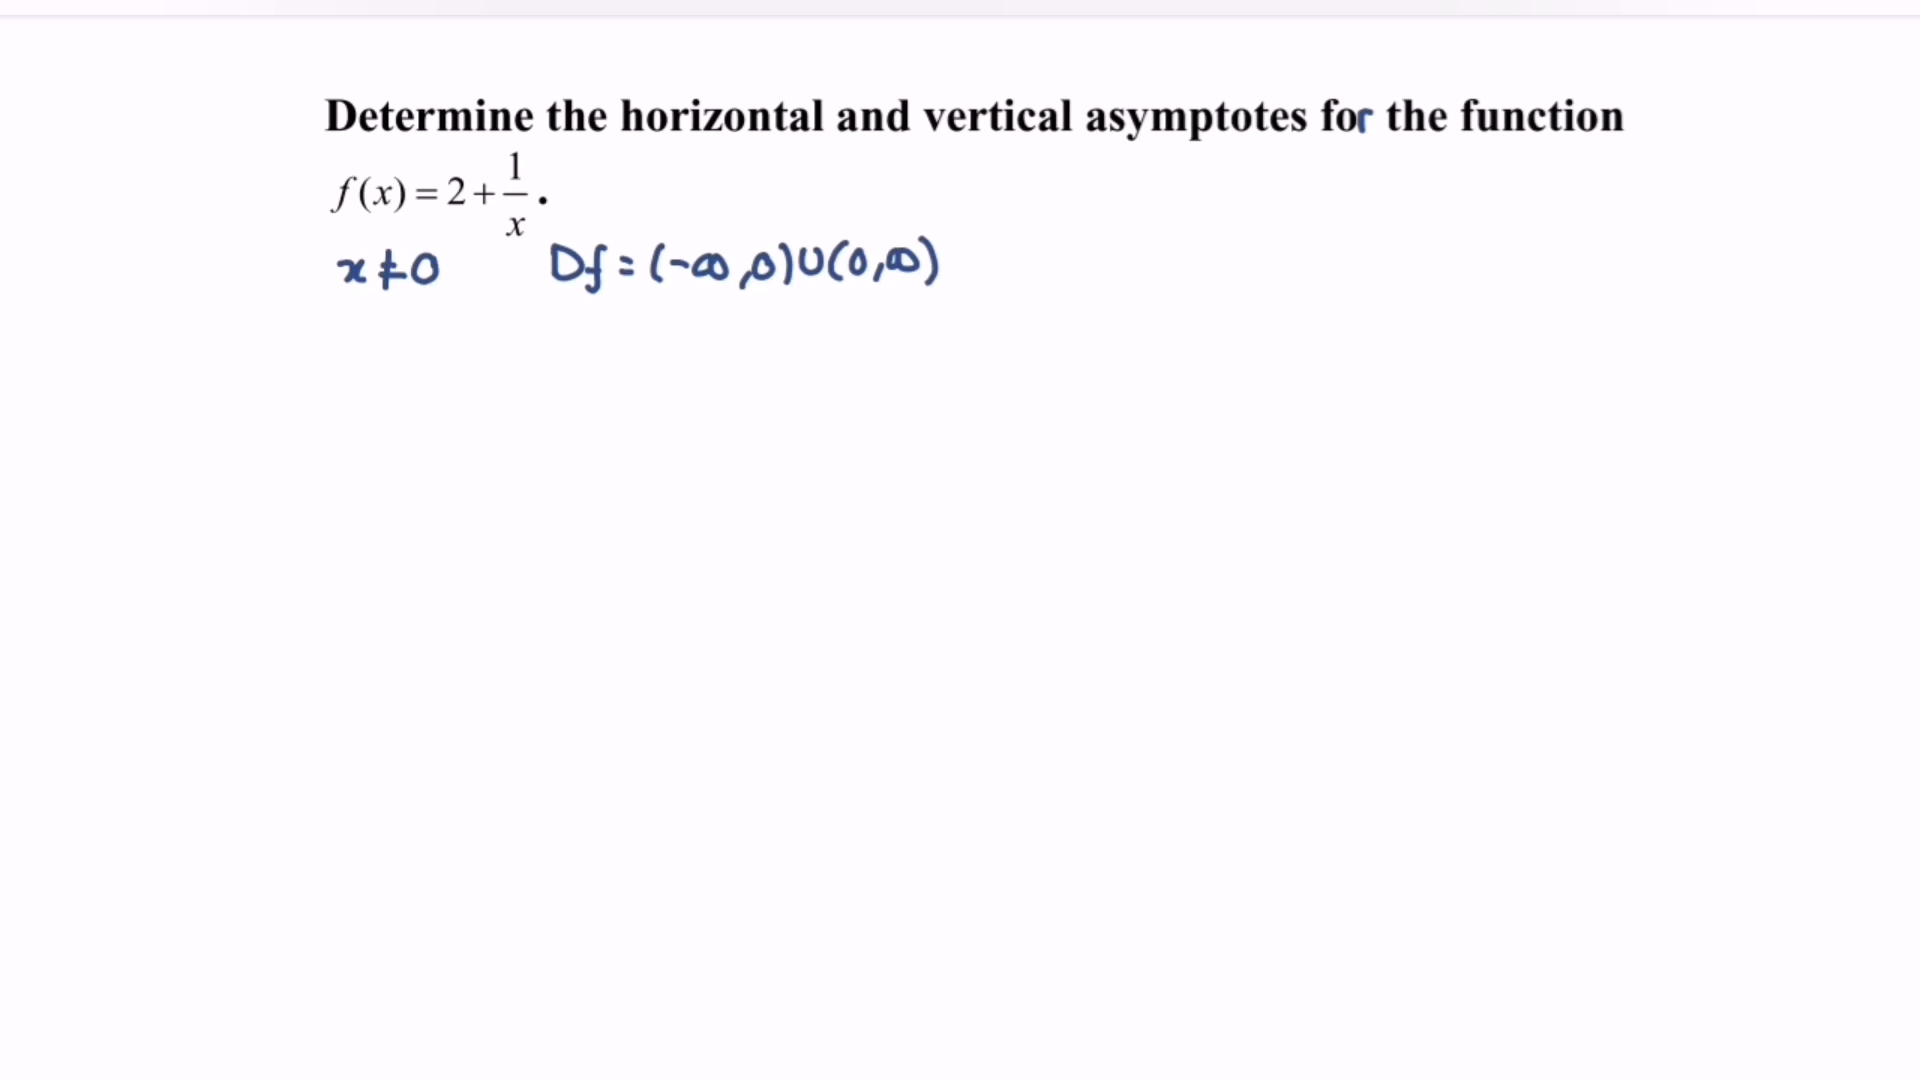 Determine the horizontal and vertical asymptotes for the function
f(x) = 2 + 1/x .
x ≠ 0 Df = (-∞, 0) ∪ (0, ∞)